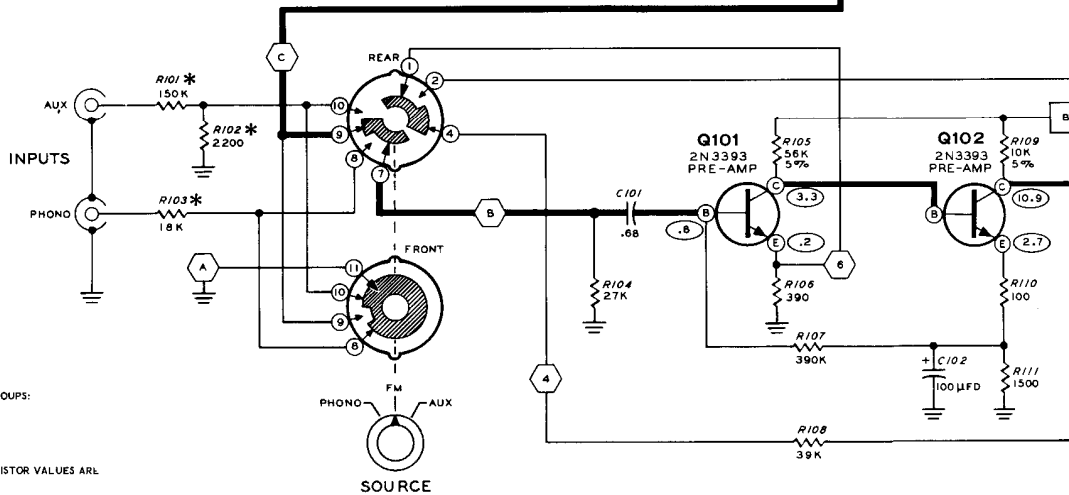 C
REAR
1
2
R101 *
150K
AUX
10
R102 *
2200
9
4
8
INPUTS
7
Q101
2N3393
PRE-AMP
R105
56K
5%
Q102
2N3393
PRE-AMP
R109
10K
5%
B
C
3.3
C
10.9
R103 *
18K
PHONO
B
C101
.68
B
.8
B
E
.2
E
2.7
FRONT
A
11
6
10
R104
27K
R106
390
R110
100
9
8
R107
390K
+ C102
100µFD
R111
1500
FM
4
OUPS:
PHONO
AUX
R108
39K
ISTOR VALUES ARE
SOURCE